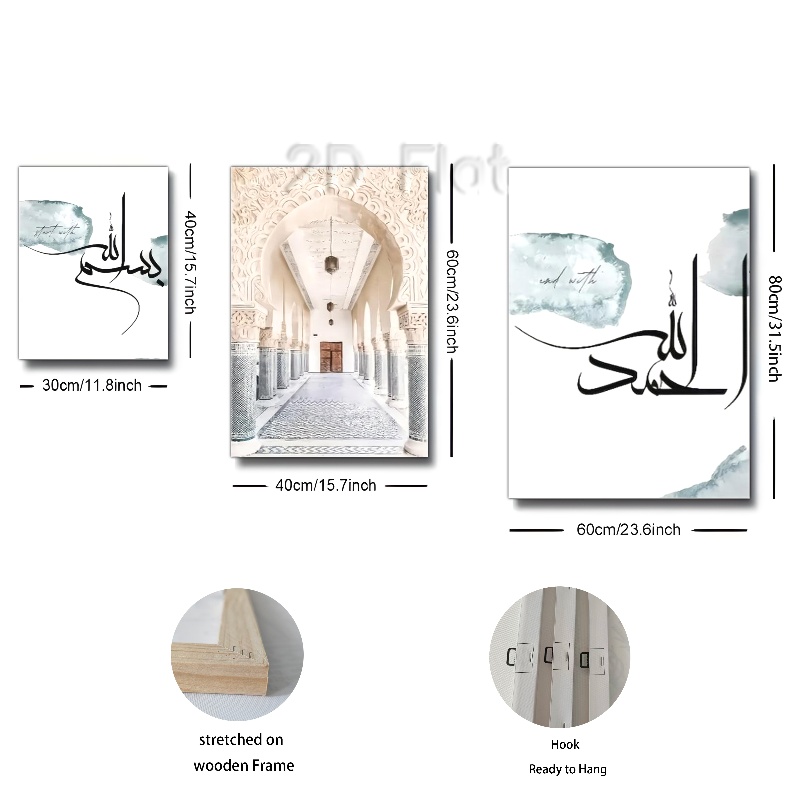 2D Flat
start with
بسم الله
40cm/15.7inch
30cm/11.8inch
60cm/23.6inch
40cm/15.7inch
end with
الحمد لله
80cm/31.5inch
60cm/23.6inch
stretched on
wooden Frame
Hook
Ready to Hang